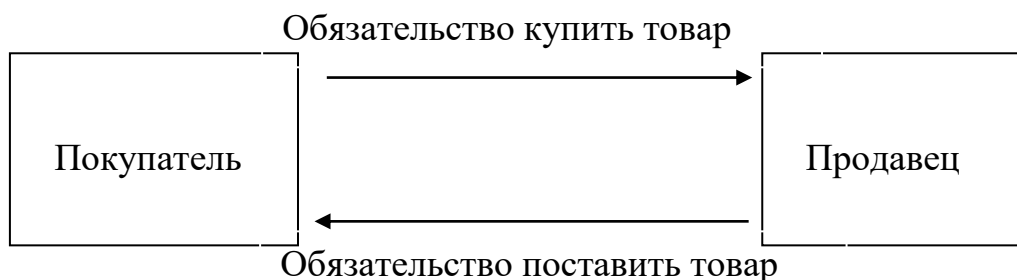 Обязательство купить товар
Покупатель
Продавец
Обязательство поставить товар